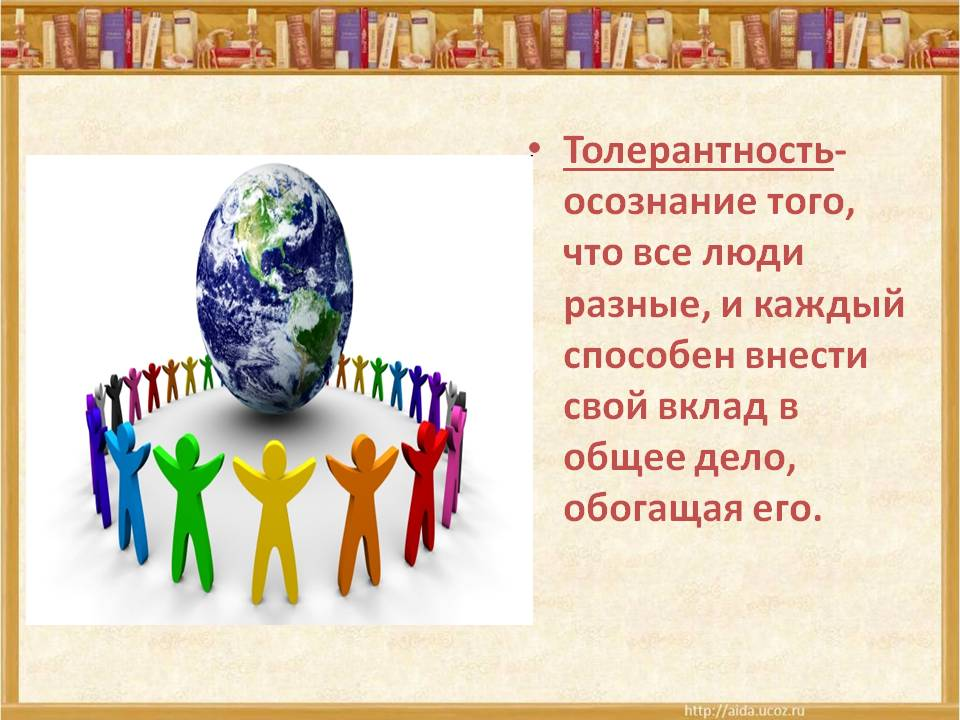 • Толерантность-
осознание того,
что все люди
разные, и каждый
способен внести
свой вклад в
общее дело,
обогащая его.
http://aida.ucoz.ru